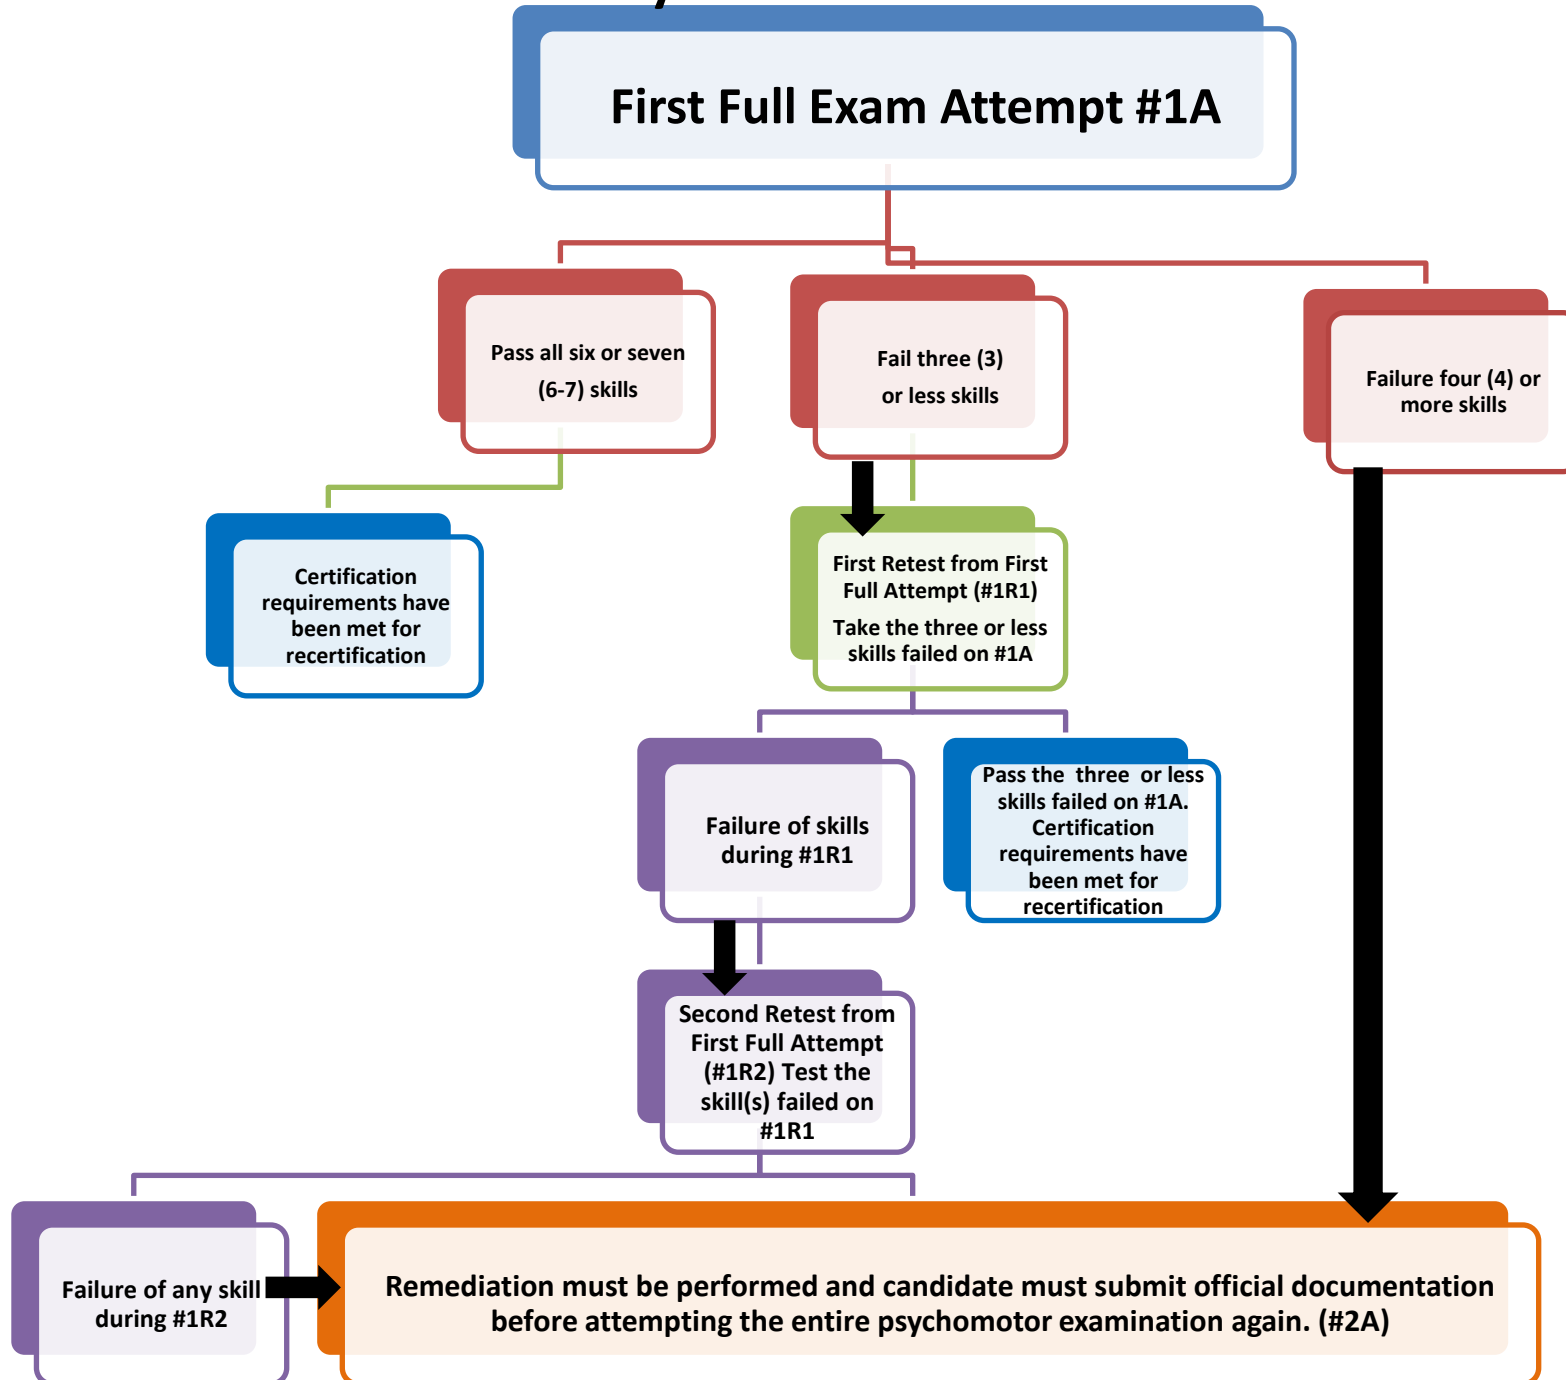 First Full Exam Attempt #1A
Pass all six or seven
(6-7) skills
Fail three (3)
or less skills
Failure four (4) or
more skills
Certification
requirements have
been met for
recertification
First Retest from First
Full Attempt (#1R1)
Take the three or less
skills failed on #1A
Failure of skills
during #1R1
Pass the  three  or less
skills failed on #1A.
Certification
requirements have
been met for
recertification
Second Retest from
First Full Attempt
(#1R2) Test the
skill(s) failed on
#1R1
Failure of any skill
during #1R2
Remediation must be performed and candidate must submit official documentation
before attempting the entire psychomotor examination again. (#2A)